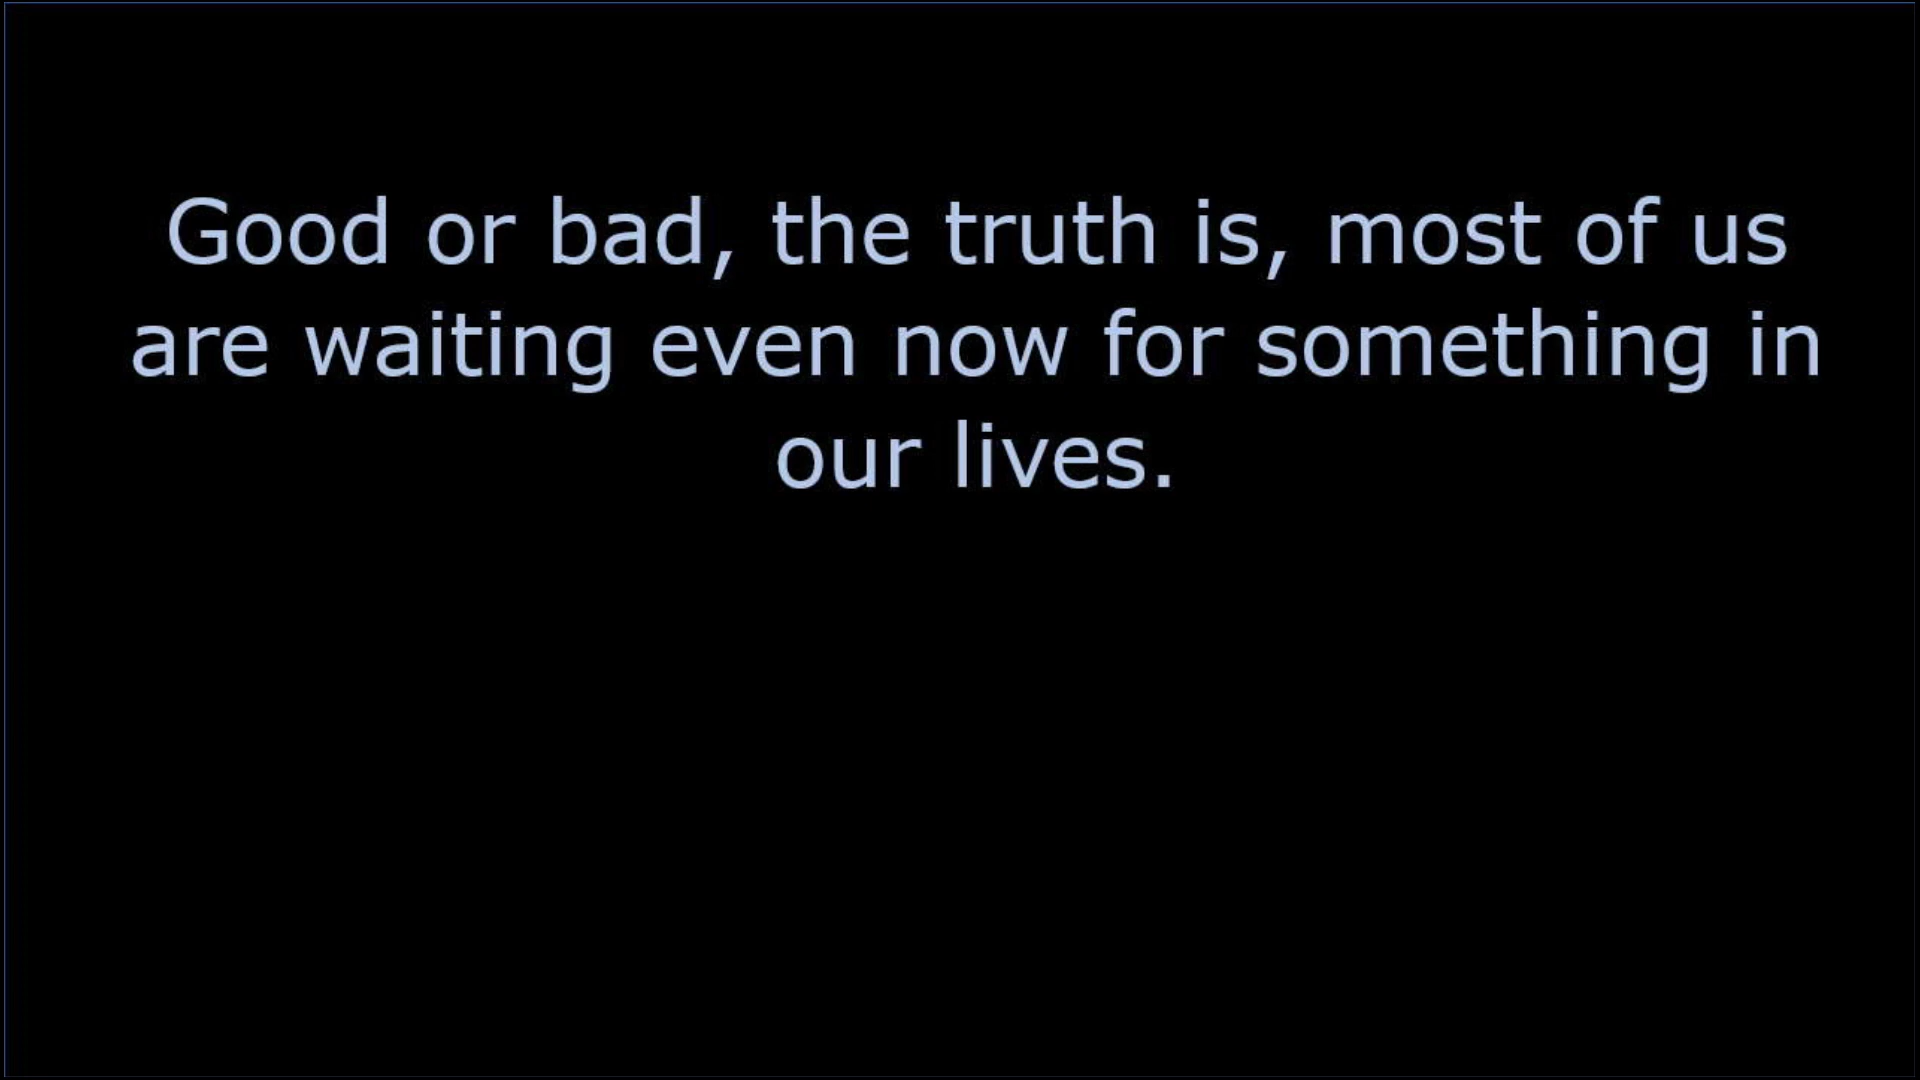 Good or bad, the truth is, most of us
are waiting even now for something in
our lives.